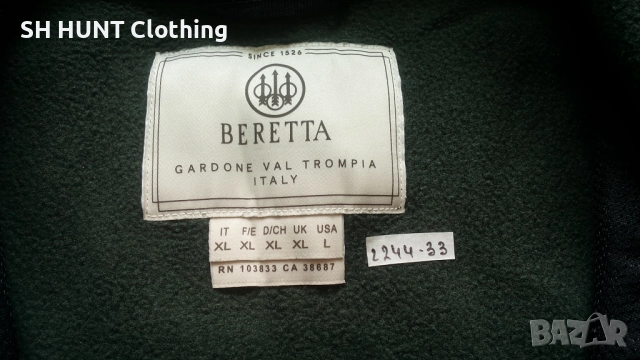 SH HUNT Clothing
SINCE 1526
BERETTA
GARDONE VAL TROMPIA
ITALY
IT F/E D/CH UK USA
XL XL XL XL L
RN 103833 CA 38687
2244-33
BAZAR